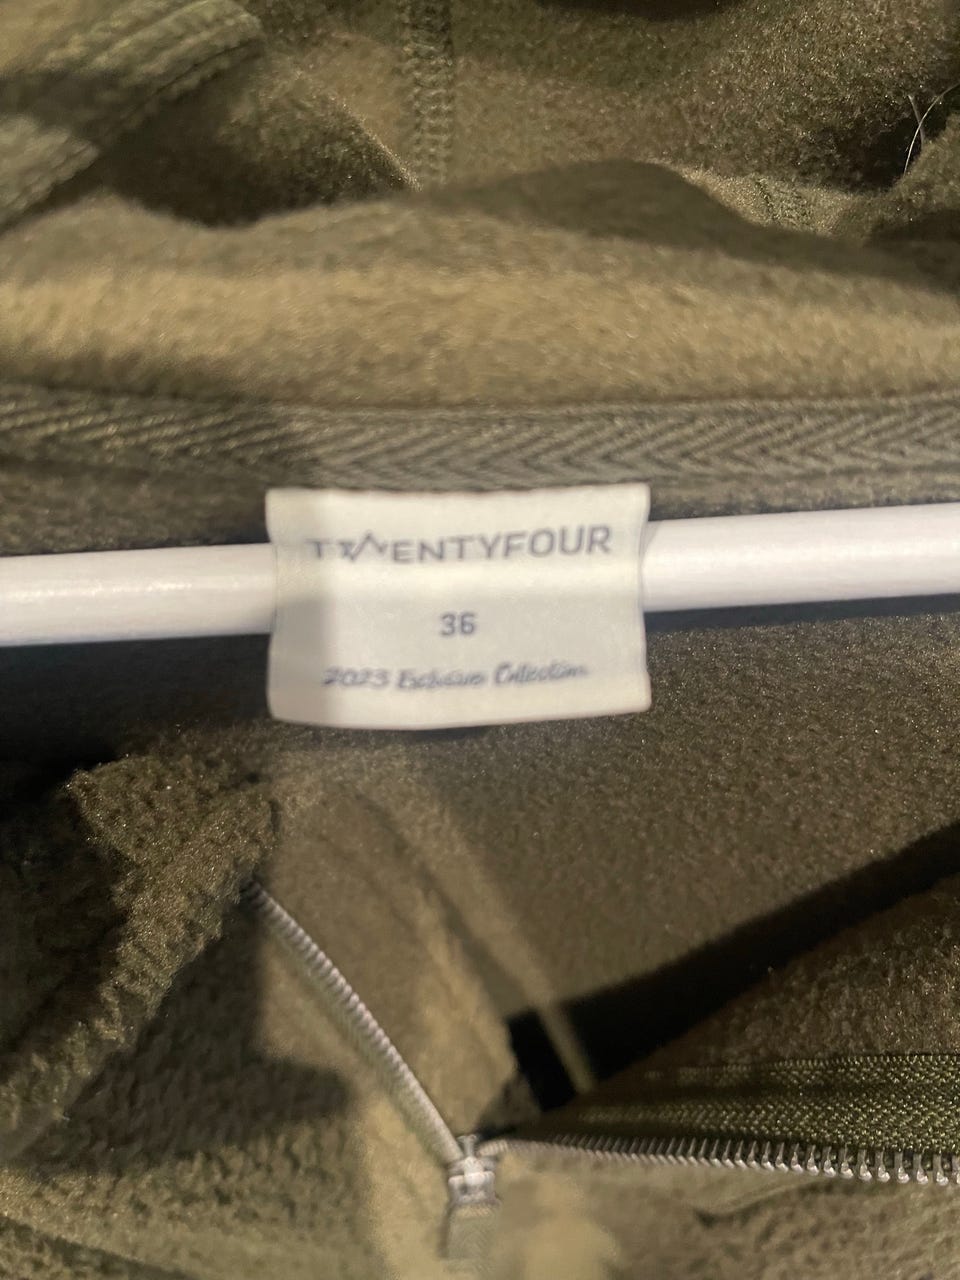 TWENTYFOUR
36
2023 Exclusive Collection